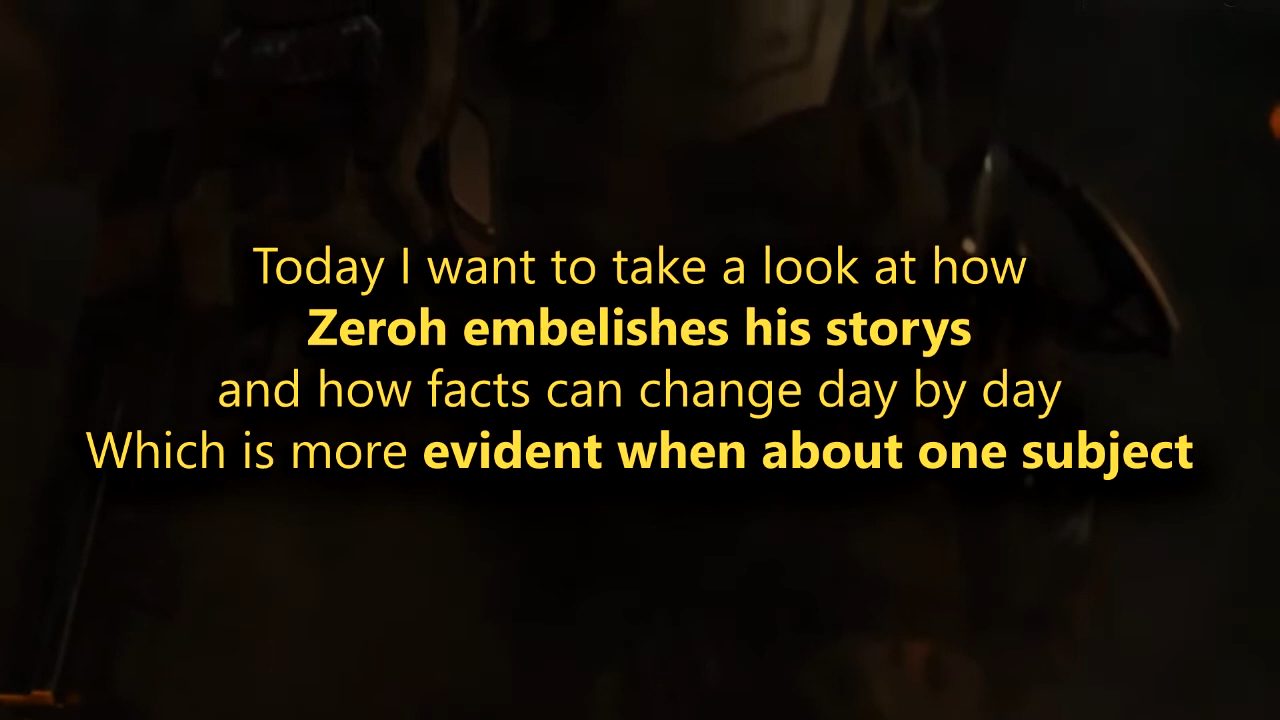 Today I want to take a look at how
Zeroh embelishes his storys
and how facts can change day by day
Which is more evident when about one subject